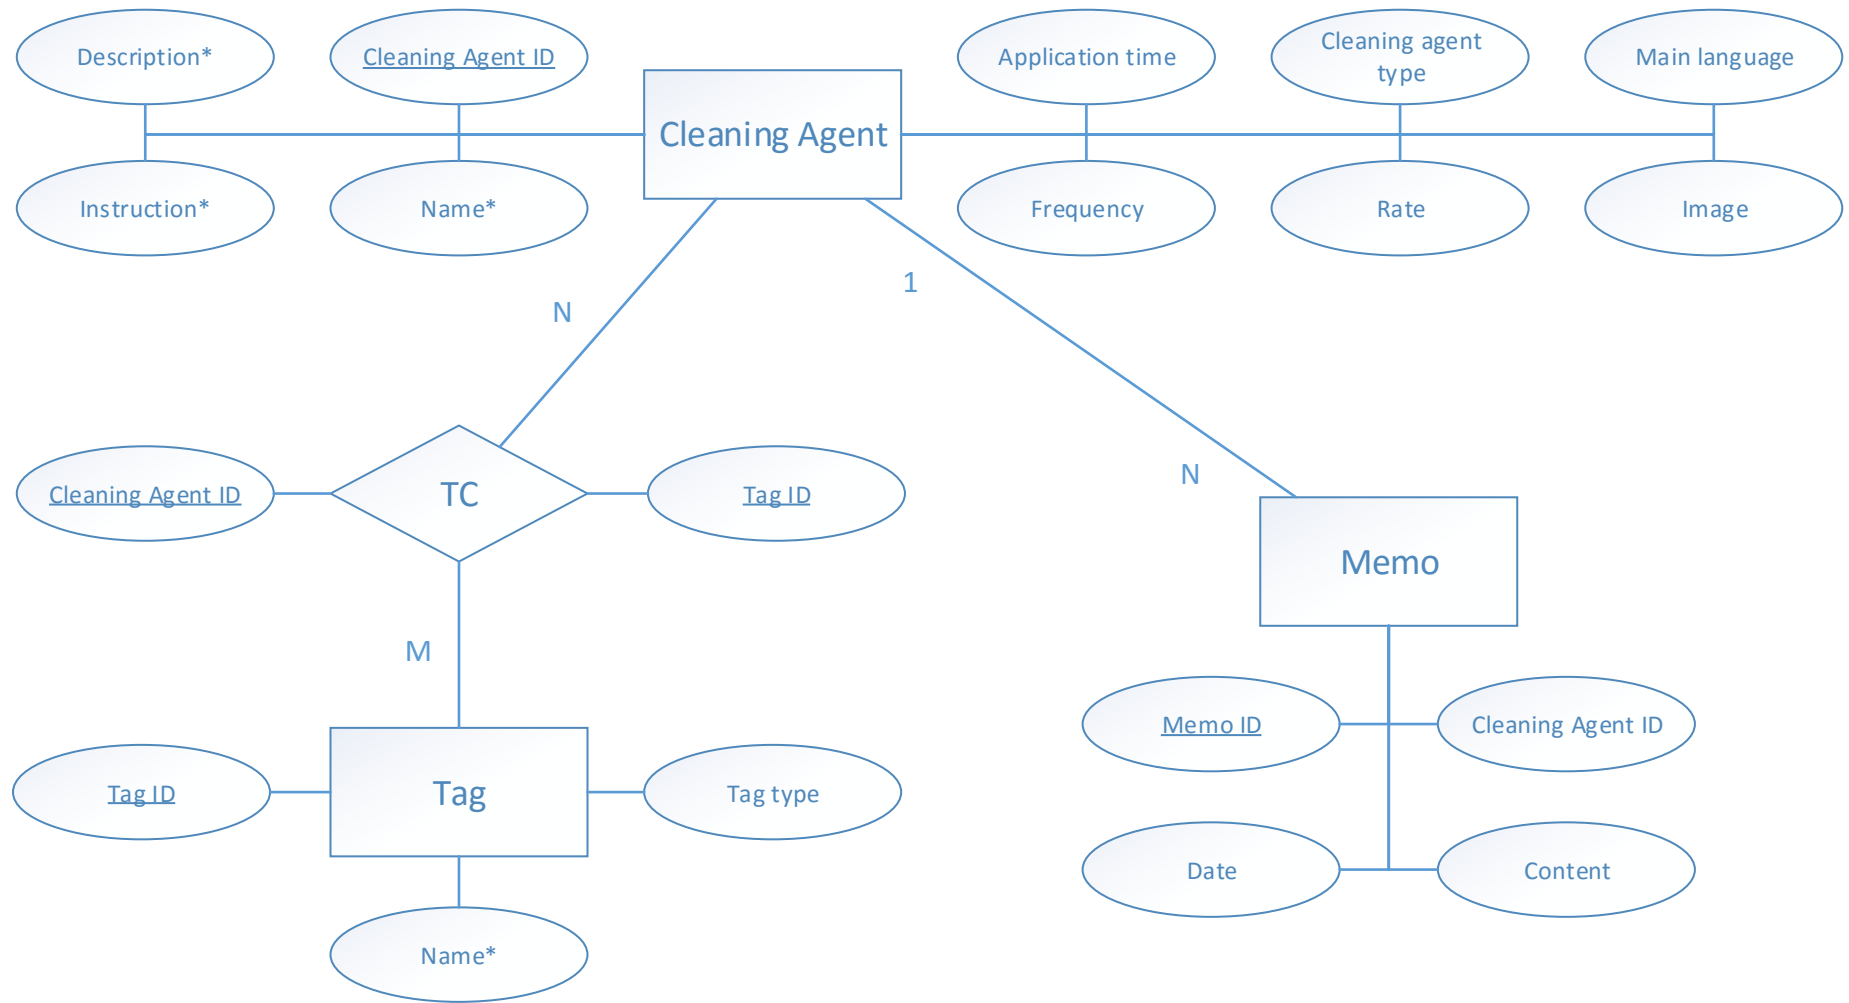 Description*
Cleaning Agent ID
Application time
Cleaning agent
type
Main language
Cleaning Agent
Instruction*
Name*
Frequency
Rate
Image
1
N
N
Cleaning Agent ID
TC
Tag ID
Memo
M
Memo ID
Cleaning Agent ID
Tag ID
Tag
Tag type
Date
Content
Name*